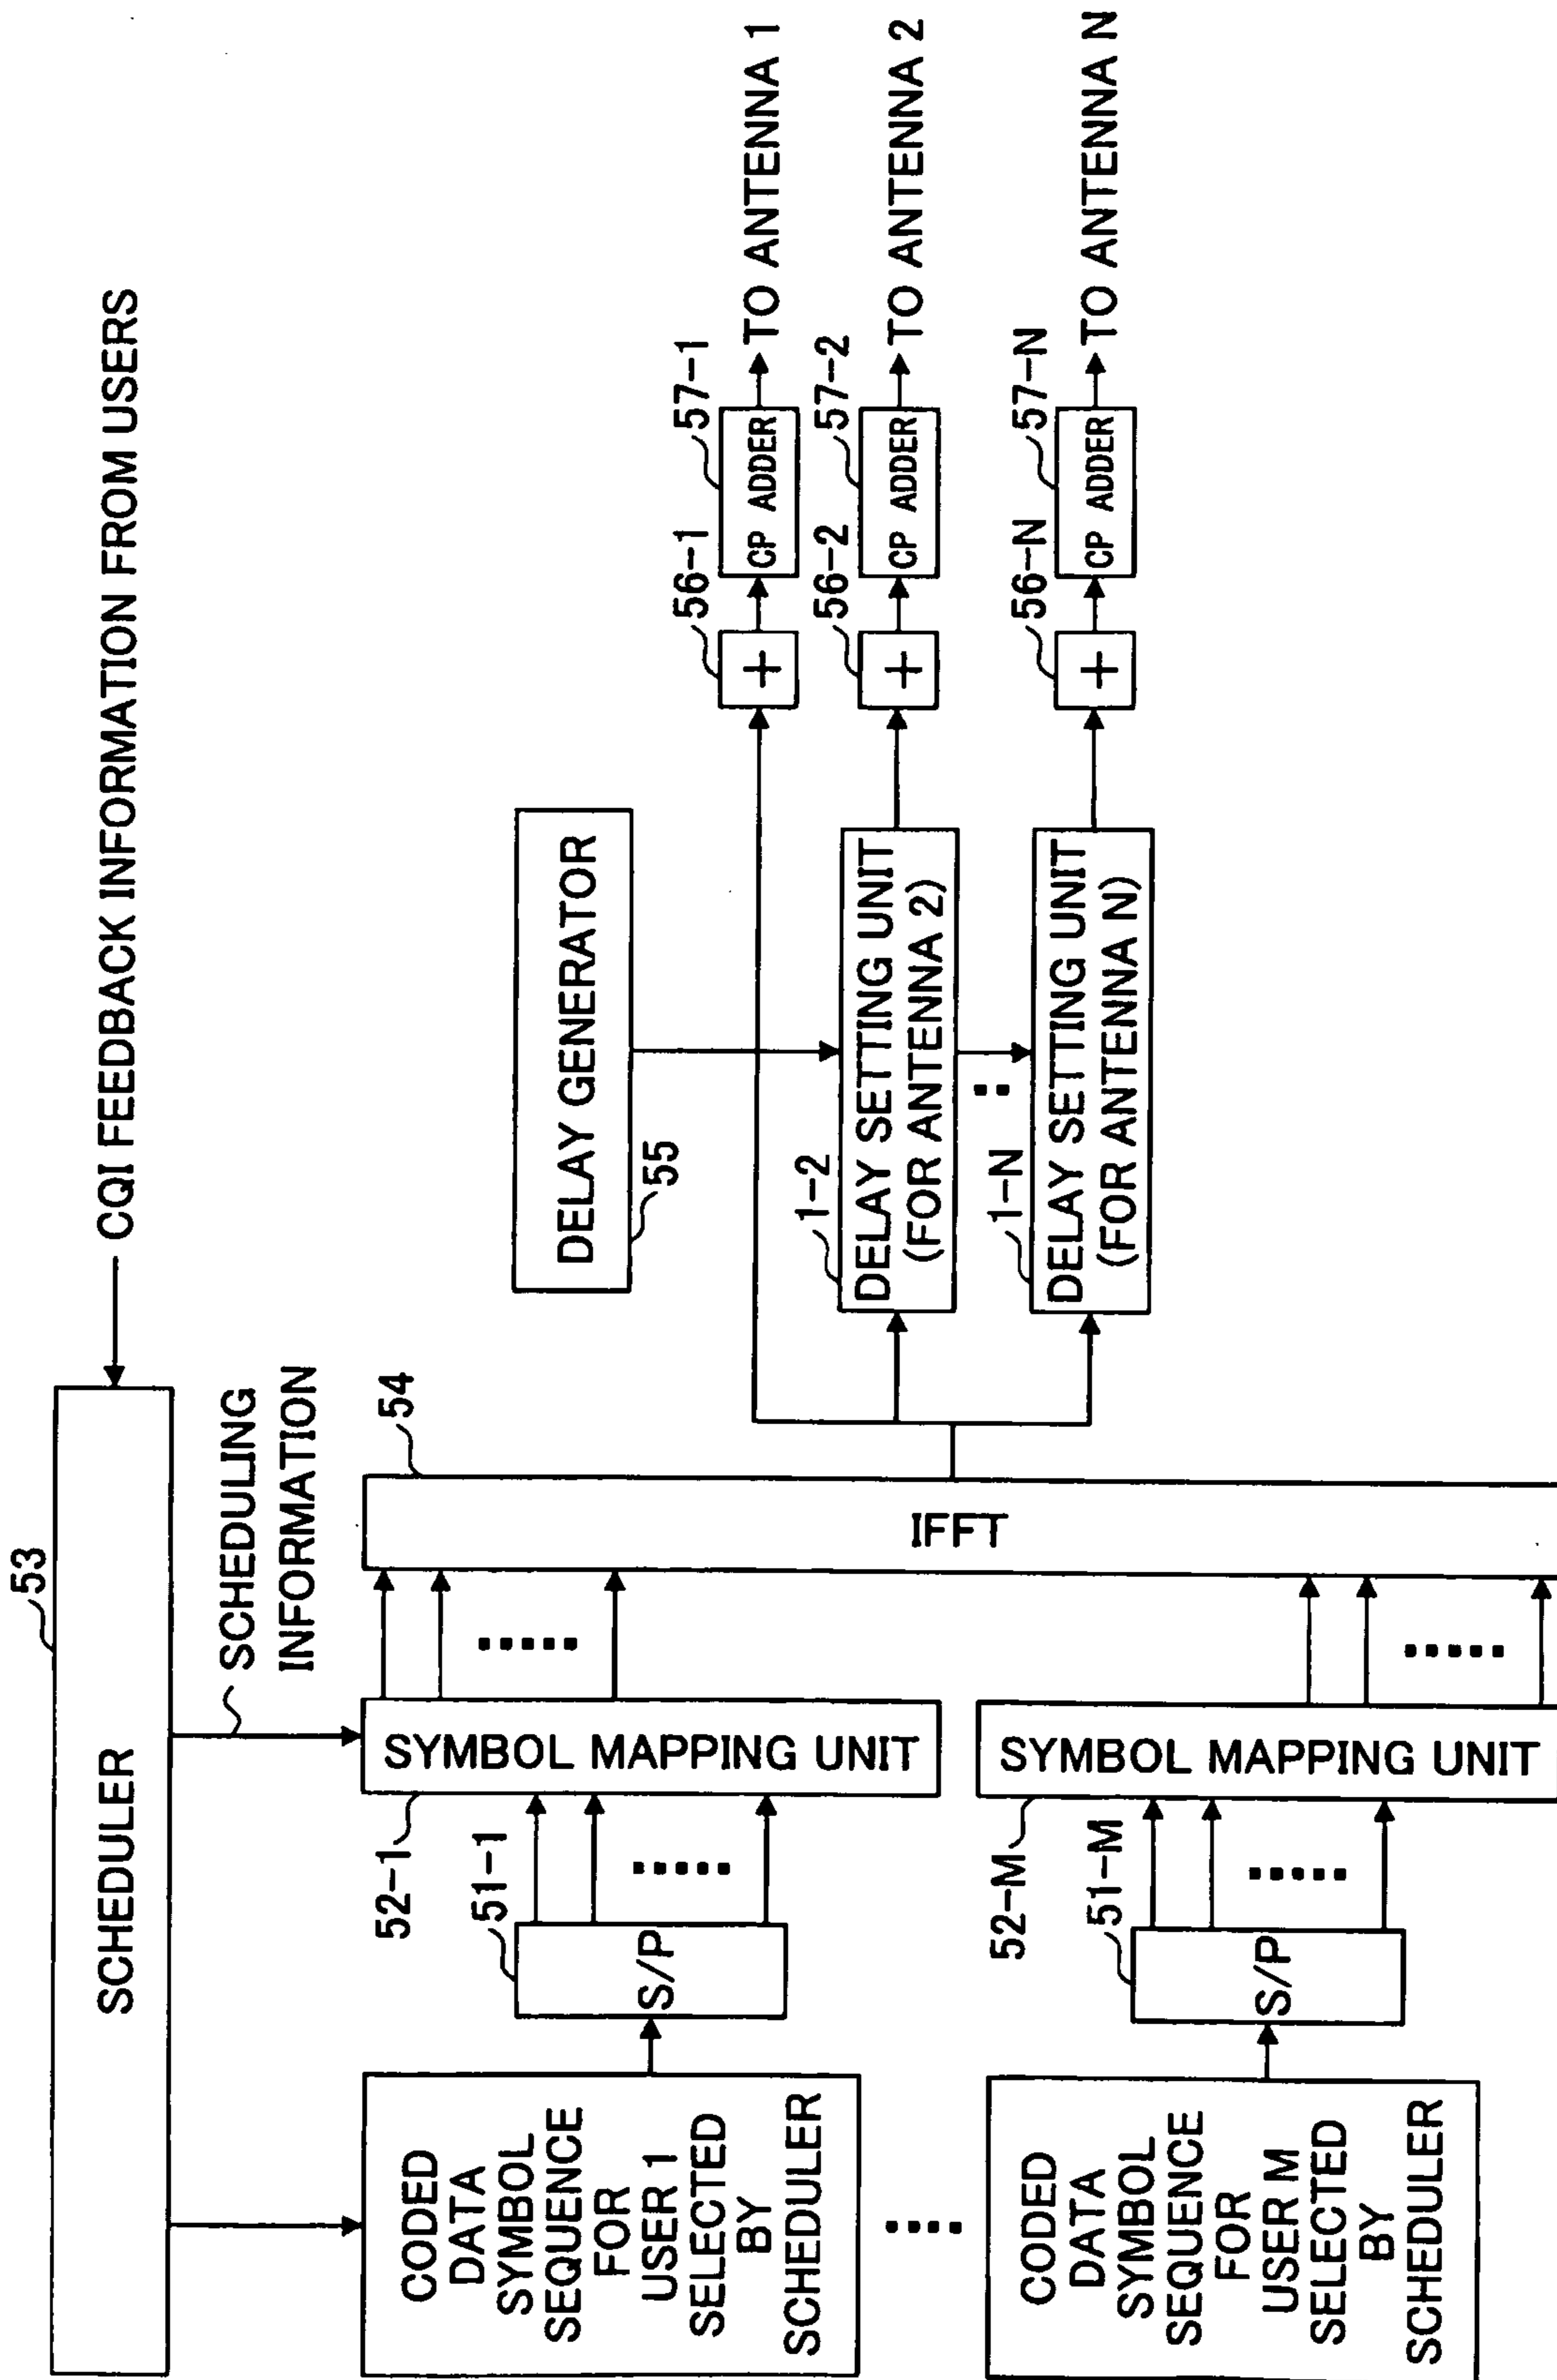 CQI FEEDBACK INFORMATION FROM USERS
53
SCHEDULER
SCHEDULING
INFORMATION
CODED
DATA
SYMBOL
SEQUENCE
FOR
USER 1
SELECTED
BY
SCHEDULER
51-1
S/P
52-1
SYMBOL MAPPING UNIT
CODED
DATA
SYMBOL
SEQUENCE
FOR
USER M
SELECTED
BY
SCHEDULER
51-M
S/P
52-M
SYMBOL MAPPING UNIT
54
IFFT
DELAY GENERATOR
55
1-2
DELAY SETTING UNIT
(FOR ANTENNA 2)
1-N
DELAY SETTING UNIT
(FOR ANTENNA N)
56-1
+
57-1
CP ADDER
TO ANTENNA 1
56-2
+
57-2
CP ADDER
TO ANTENNA 2
56-N
+
57-N
CP ADDER
TO ANTENNA N